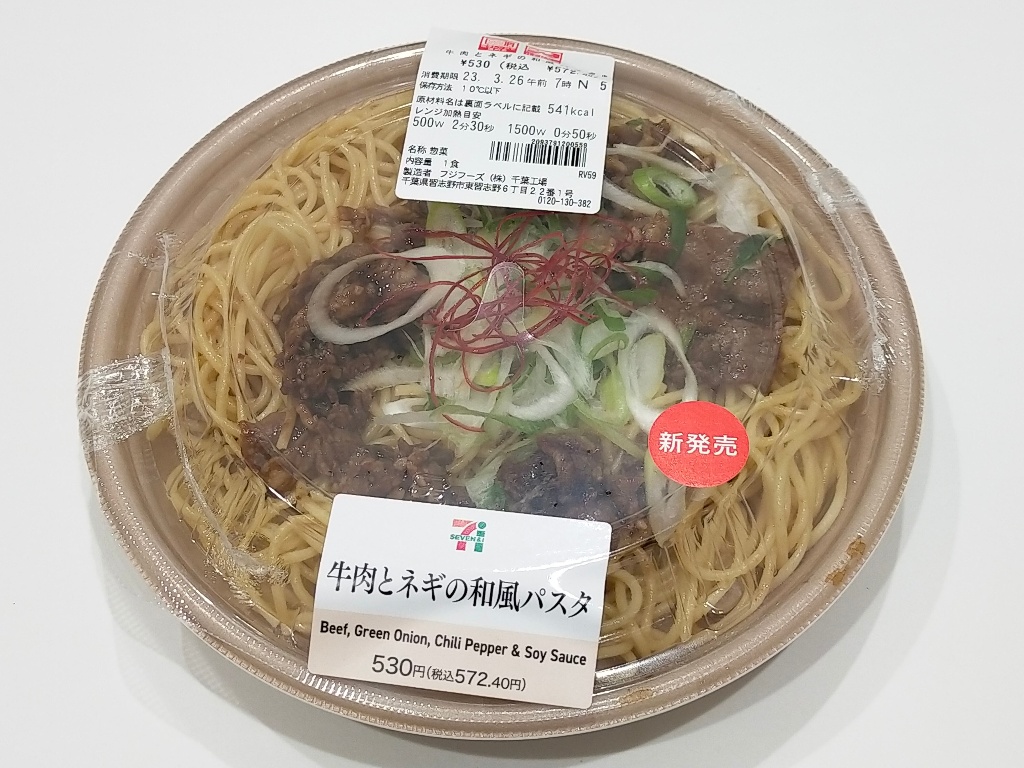 牛肉とネギの和風
¥530 (税込 ¥572.
消費期限 23. 3. 26 午前 7時 N 5
保存方法 10℃以下
原材料名は裏面ラベルに記載 541kcal
レンジ加熱目安
500W 2分30秒 1500W 0分50秒
名称 惣菜
内容量 1食
RV59
製造者 フジフーズ(株)千葉工場
千葉県習志野市東習志野6丁目22番1号
0120-130-382
新発売
7 SEVEN&i
牛肉とネギの和風パスタ
Beef, Green Onion, Chili Pepper & Soy Sauce
530円(税込572.40円)